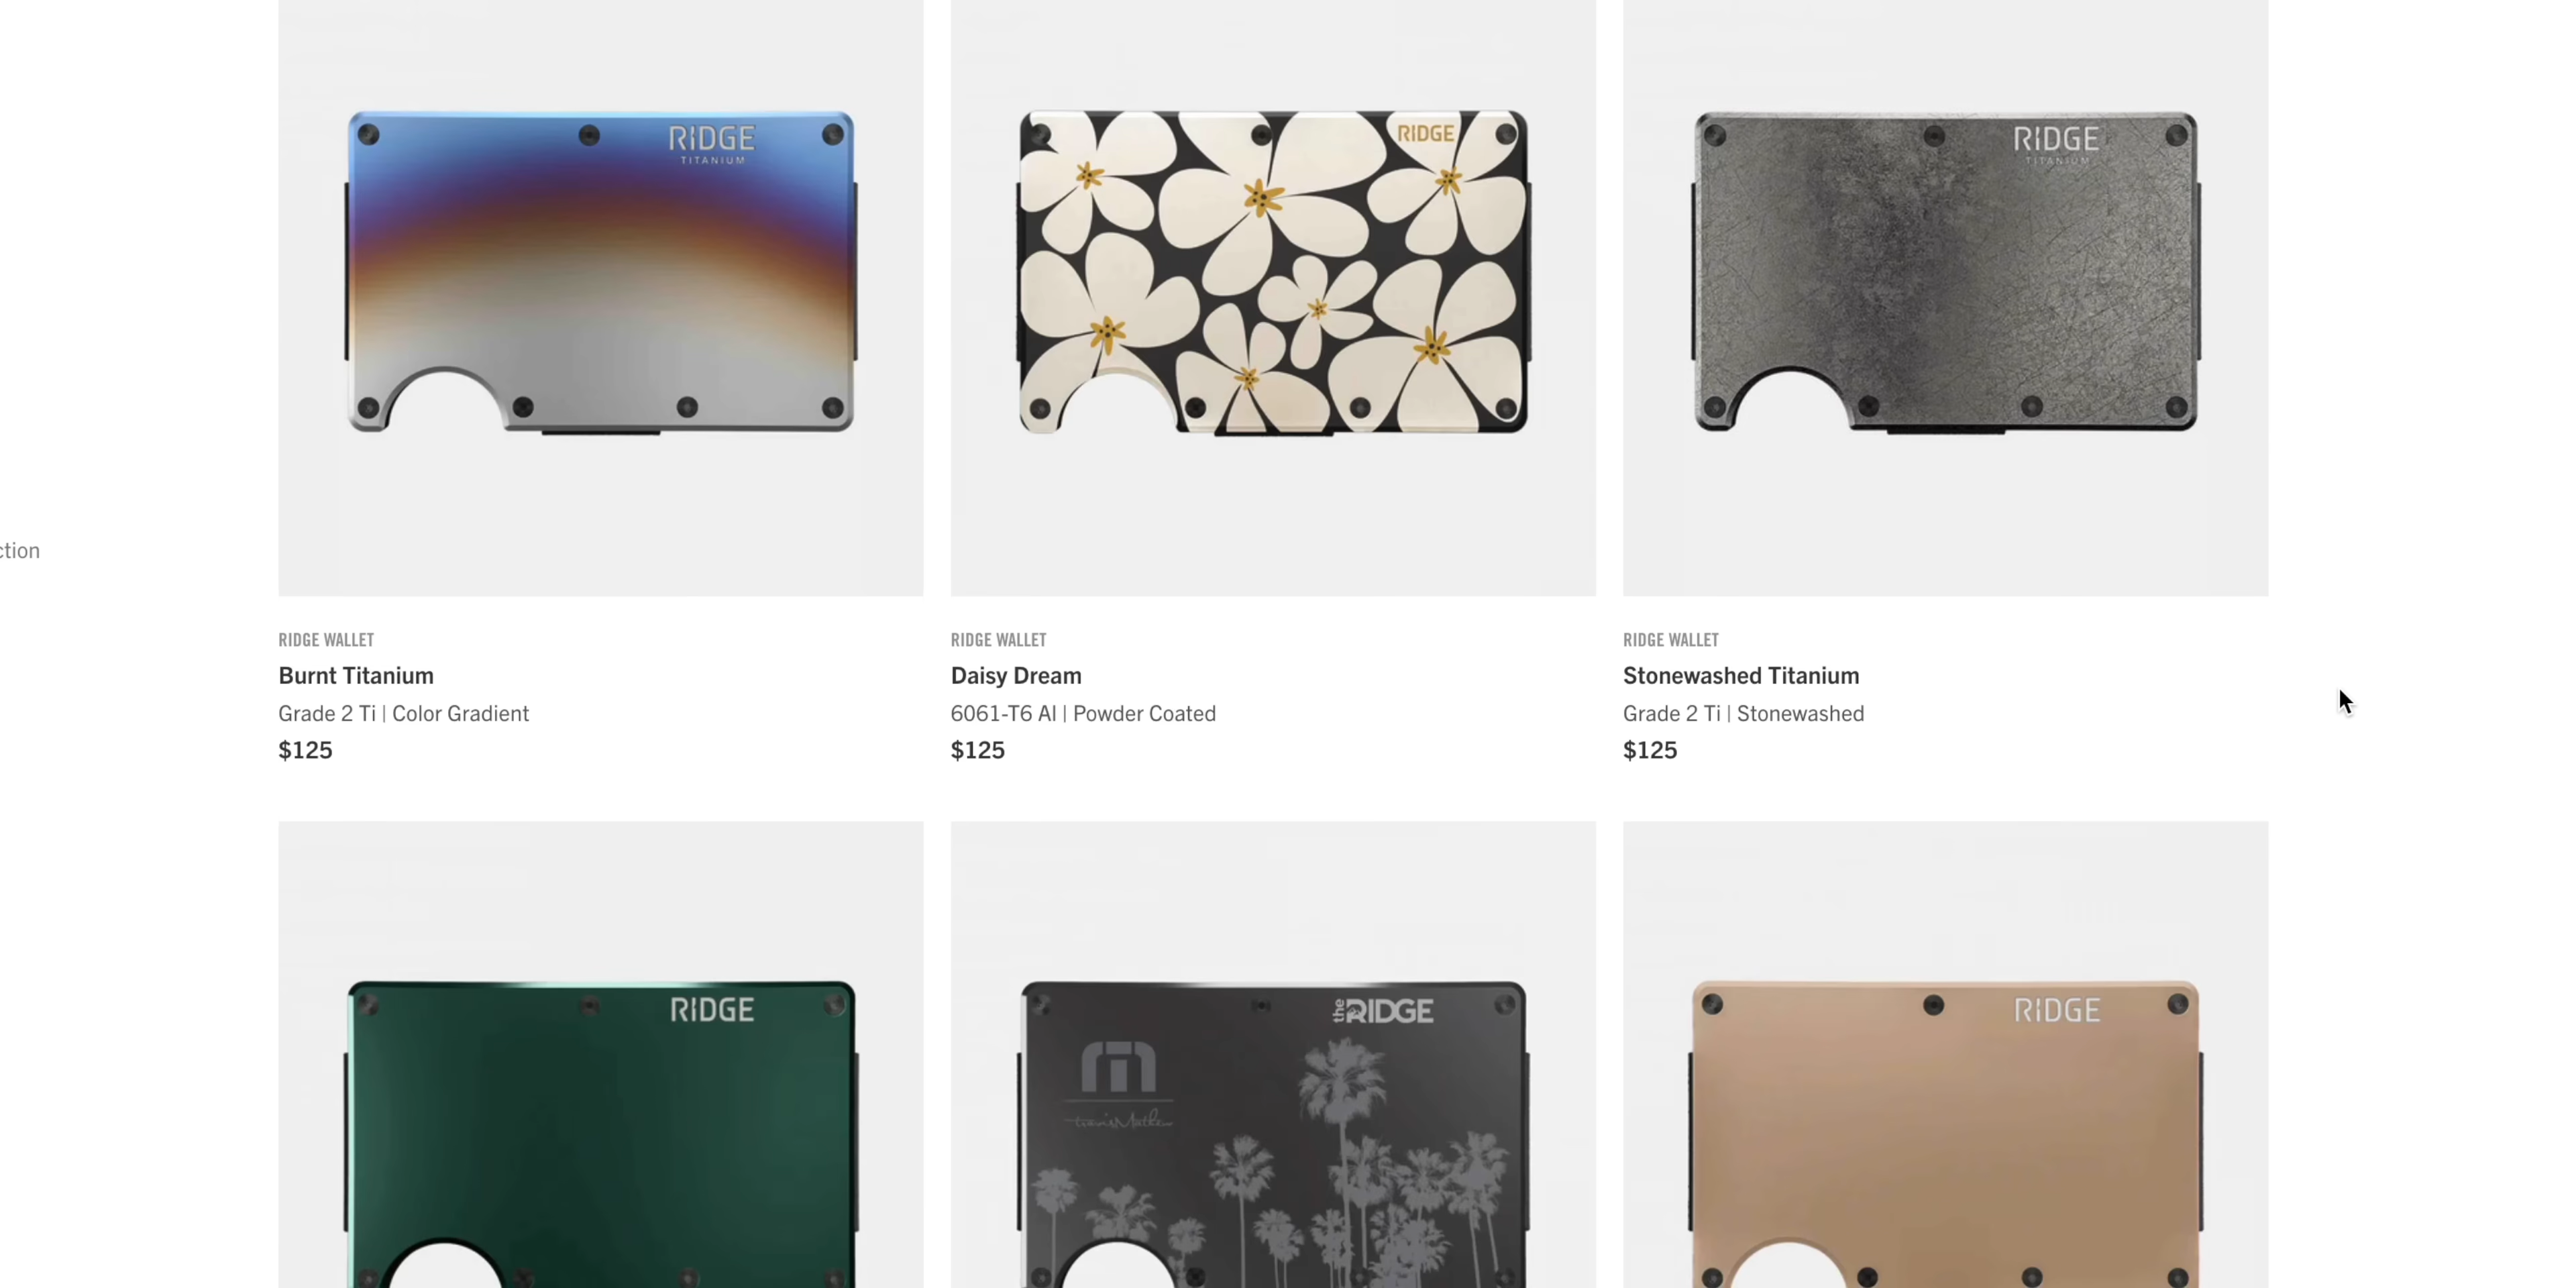 RIDGE
TITANIUM
RIDGE
RIDGE
TITANIUM
ction
RIDGE WALLET
Burnt Titanium
Grade 2 Ti | Color Gradient
$125
RIDGE WALLET
Daisy Dream
6061-T6 Al | Powder Coated
$125
RIDGE WALLET
Stonewashed Titanium
Grade 2 Ti | Stonewashed
$125
RIDGE
the RIDGE
travisMathew
RIDGE